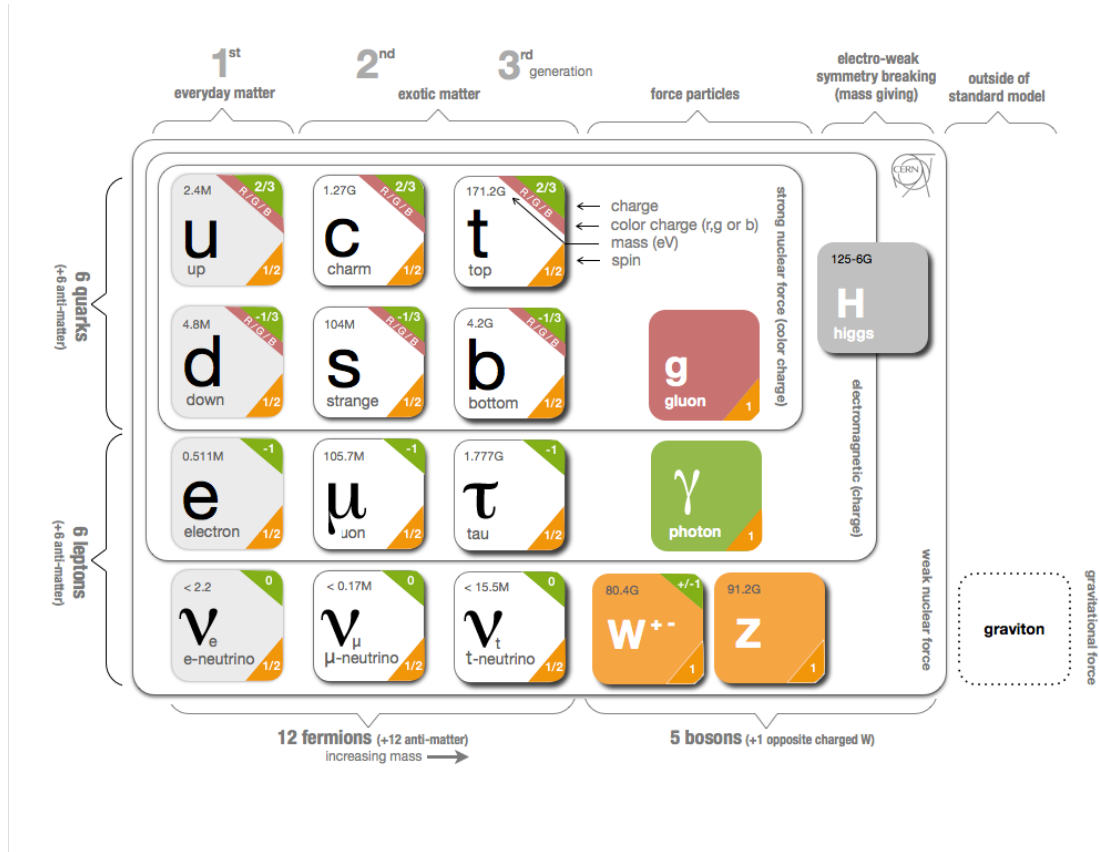 1st
2nd
3rd
generation
everyday matter
exotic matter
force particles
electro-weak
symmetry breaking
(mass giving)
outside of
standard model
CERN
6 quarks
(+6 anti-matter)
2.4M
2/3
R/G/B
u
up
1/2
1.27G
2/3
R/G/B
c
charm
1/2
171.2G
2/3
R/G/B
t
top
1/2
charge
color charge (r,g or b)
mass (eV)
spin
strong nuclear force (color charge)
125-6G
H
higgs
4.8M
-1/3
R/G/B
d
down
1/2
104M
-1/3
R/G/B
s
strange
1/2
4.2G
-1/3
R/G/B
b
bottom
1/2
g
gluon
1
electromagnetic (charge)
6 leptons
(+6 anti-matter)
0.511M
-1
e
electron
1/2
105.7M
-1
μ
uon
1/2
1.777G
-1
τ
tau
1/2
γ
photon
1
weak nuclear force
< 2.2
0
νe
e-neutrino
1/2
< 0.17M
0
νμ
μ-neutrino
1/2
< 15.5M
0
νt
t-neutrino
1/2
80.4G
+/-1
W+-
1
91.2G
Z
1
graviton
gravitational force
12 fermions (+12 anti-matter)
increasing mass
5 bosons (+1 opposite charged W)